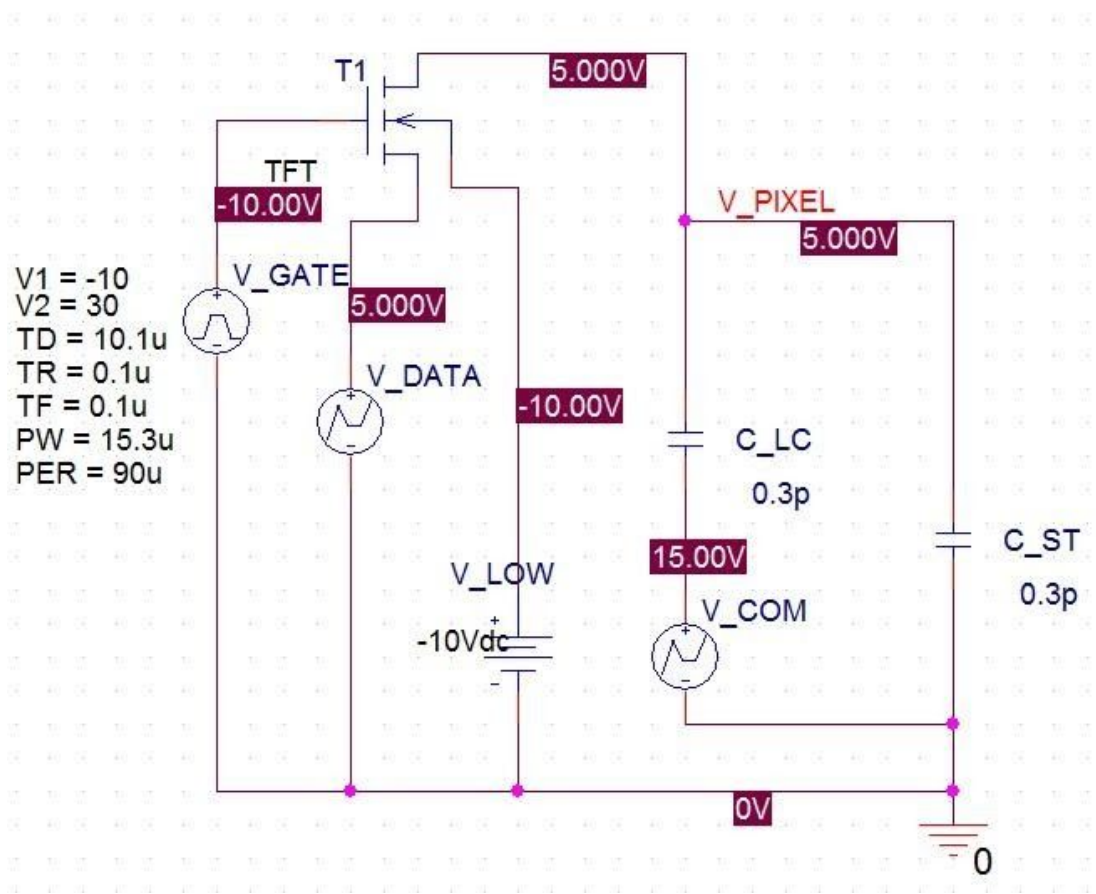 T1
5.000V
TFT
-10.00V
V_PIXEL
5.000V
V1 = -10
V2 = 30
TD = 10.1u
TR = 0.1u
TF = 0.1u
PW = 15.3u
PER = 90u
V_GATE
+
-
5.000V
V_DATA
+
-
-10.00V
C_LC
0.3p
15.00V
C_ST
0.3p
V_LOW
+
-10Vdc
-
V_COM
+
-
0V
0